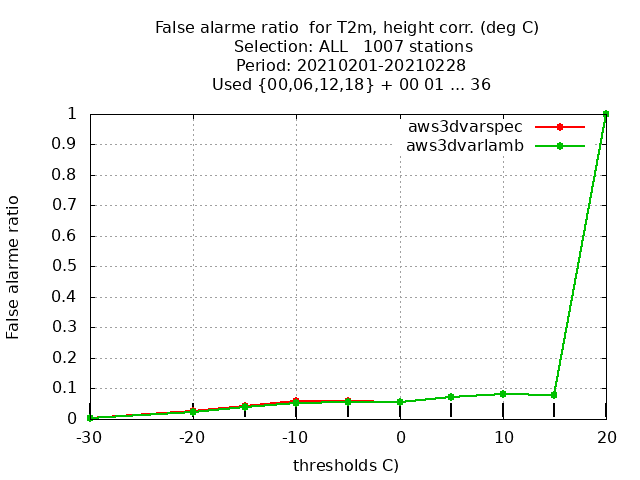 False alarme ratio  for T2m, height corr. (deg C)
Selection: ALL   1007 stations
Period: 20210201-20210228
Used {00,06,12,18} + 00 01 ... 36
aws3dvarspec
aws3dvarlamb
False alarme ratio
1
0.9
0.8
0.7
0.6
0.5
0.4
0.3
0.2
0.1
0
-30 -20 -10 0 10 20
thresholds C)